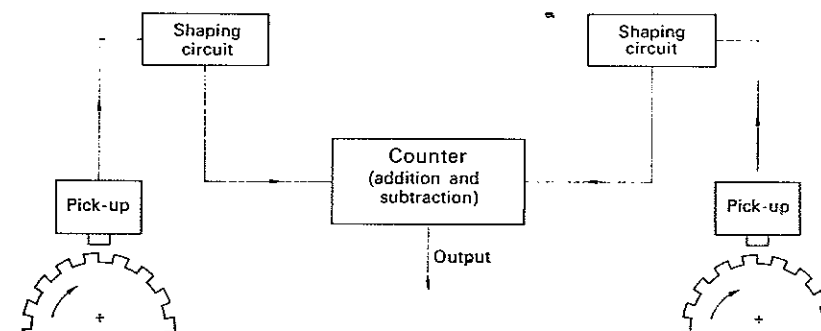 Shaping
circuit
Shaping
circuit
Counter
(addition and
subtraction)
Pick-up
Pick-up
Output